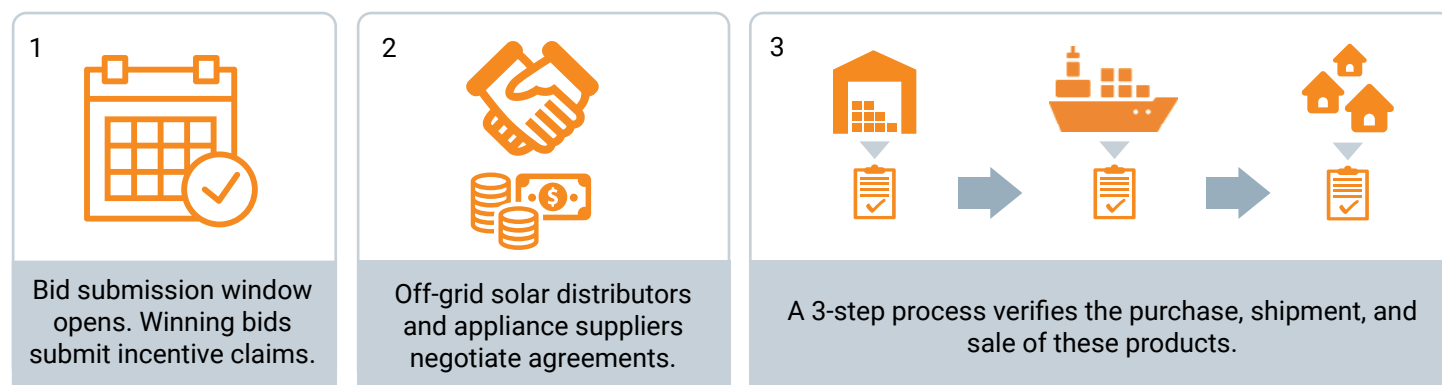 1
Bid submission window
opens. Winning bids
submit incentive claims.
2
$
Off-grid solar distributors
and appliance suppliers
negotiate agreements.
3
A 3-step process verifies the purchase, shipment, and
sale of these products.